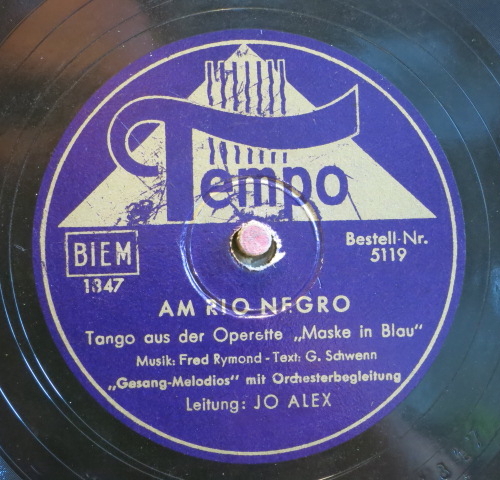 Tempo
BIEM
1347
Bestell-Nr.
5119
AM RIO NEGRO
Tango aus der Operette „Maske in Blau"
Musik: Fred Rymond - Text: G. Schwenn
„Gesang-Melodios" mit Orchesterbegleitung
Leitung: JO ALEX